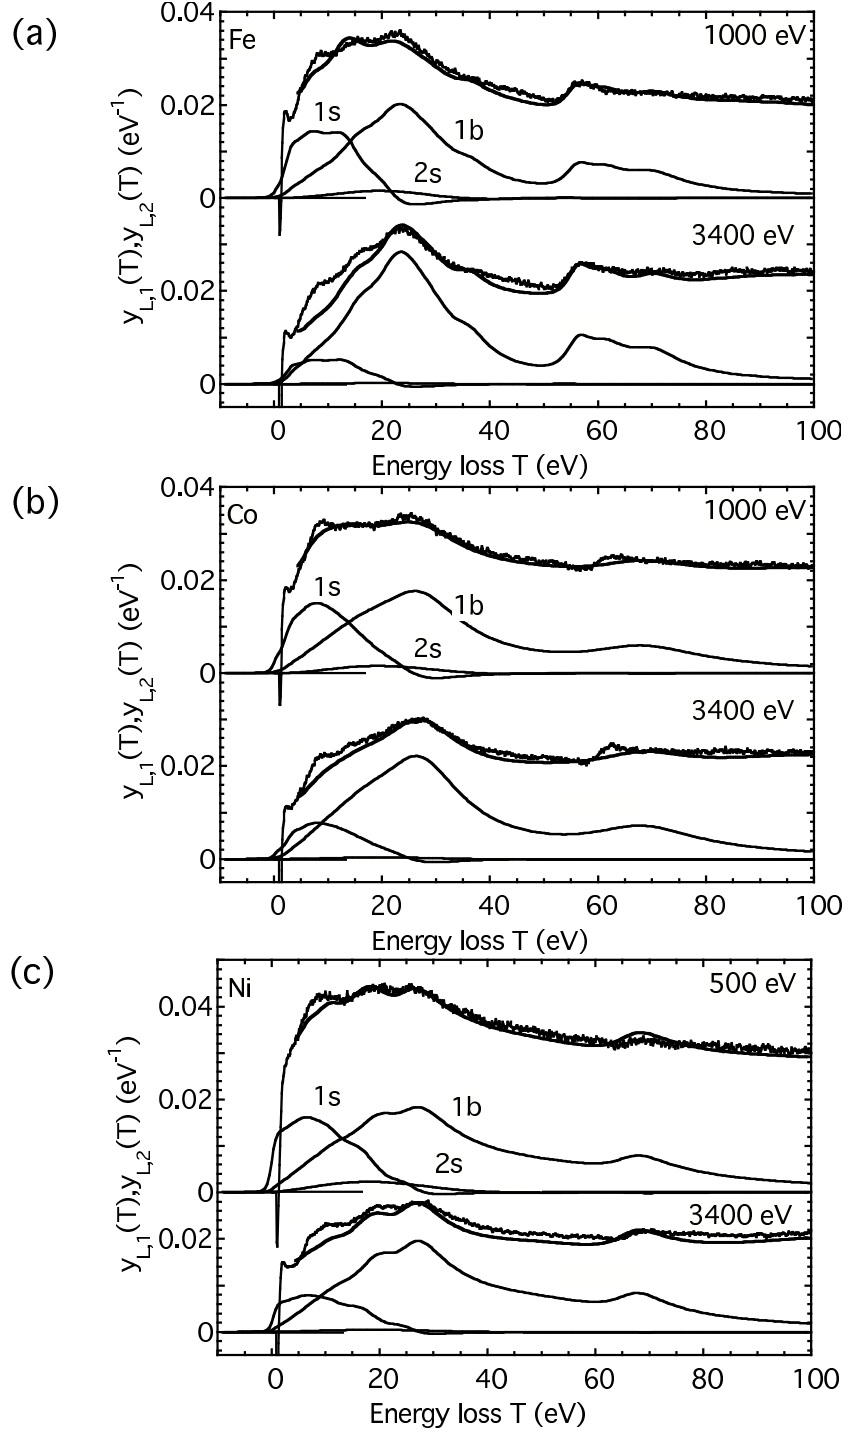 (a)
0.04
Fe
1000 eV
0.02
1s
1b
2s
0
3400 eV
0.02
0
y_L,1(T),y_L,2(T) (eV⁻¹)
0 20 40 60 80 100
Energy loss T (eV)
(b)
0.04
Co
1000 eV
0.02
1s
1b
2s
0
3400 eV
0.02
0
y_L,1(T),y_L,2(T) (eV⁻¹)
0 20 40 60 80 100
Energy loss T (eV)
(c)
Ni
500 eV
0.04
0.02
1s
1b
2s
0
3400 eV
0.02
0
y_L,1(T),y_L,2(T) (eV⁻¹)
0 20 40 60 80 100
Energy loss T (eV)